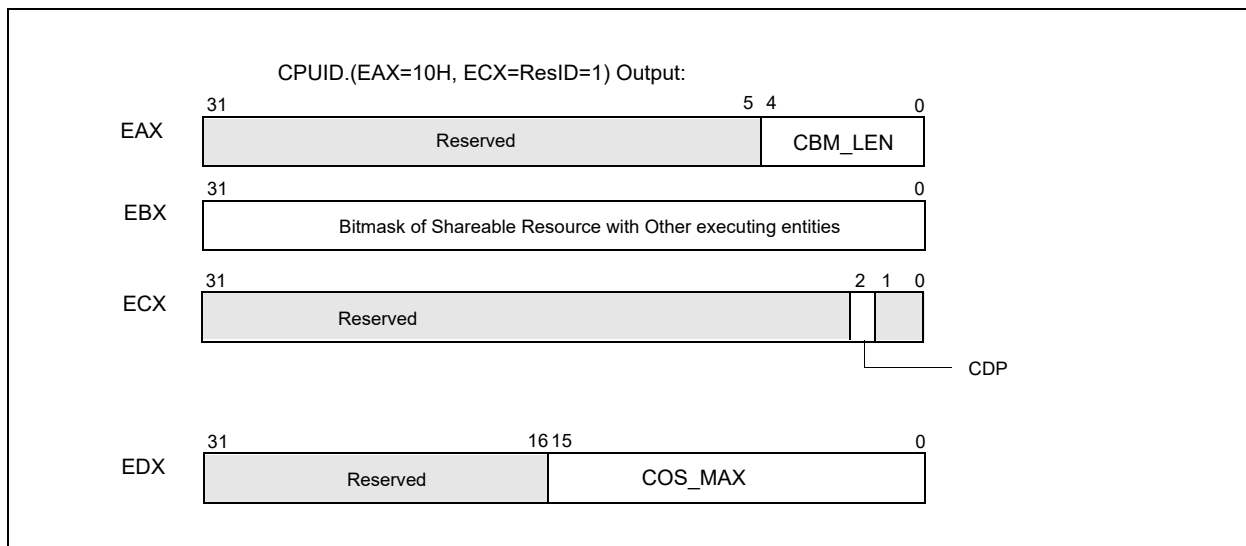 CPUID.(EAX=10H, ECX=ResID=1) Output:
31 5 4 0
EAX Reserved CBM_LEN
31 0
EBX Bitmask of Shareable Resource with Other executing entities
31 2 1 0
ECX Reserved
CDP
31 16 15 0
EDX Reserved COS_MAX